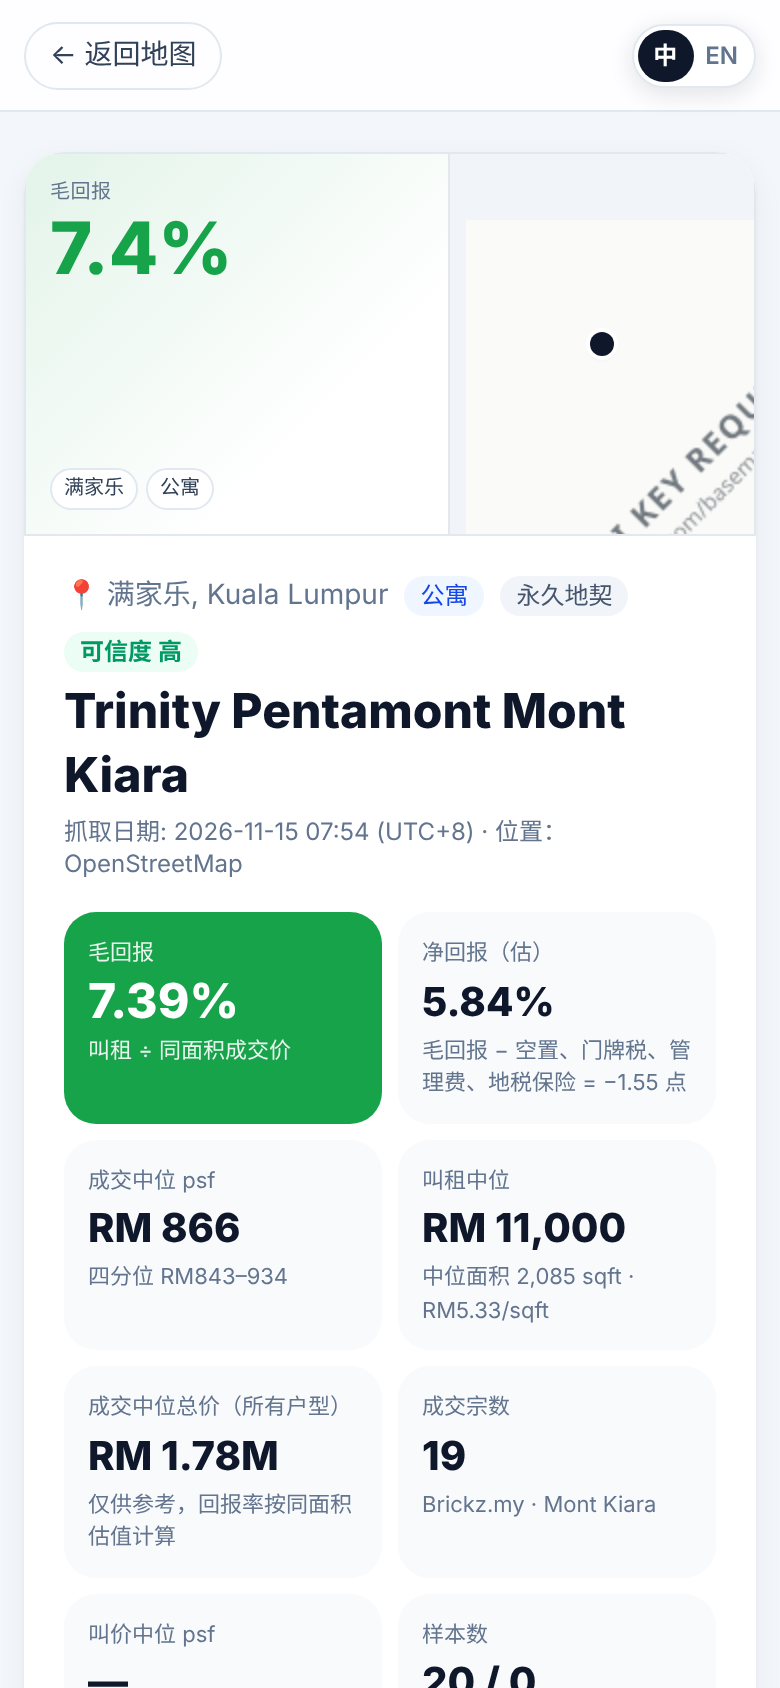 ← 返回地图
中 EN
毛回报
7.4%
满家乐 公寓
KEY REQU
📍 满家乐, Kuala Lumpur 公寓 永久地契
可信度 高
Trinity Pentamont Mont
Kiara
抓取日期: 2026-11-15 07:54 (UTC+8) · 位置：
OpenStreetMap
毛回报
7.39%
叫租 ÷ 同面积成交价
净回报（估）
5.84%
毛回报 − 空置、门牌税、管
理费、地税保险 = −1.55 点
成交中位 psf
RM 866
四分位 RM843–934
叫租中位
RM 11,000
中位面积 2,085 sqft ·
RM5.33/sqft
成交中位总价（所有户型）
RM 1.78M
仅供参考，回报率按同面积
估值计算
成交宗数
19
Brickz.my · Mont Kiara
叫价中位 psf
—
样本数
20 / 0